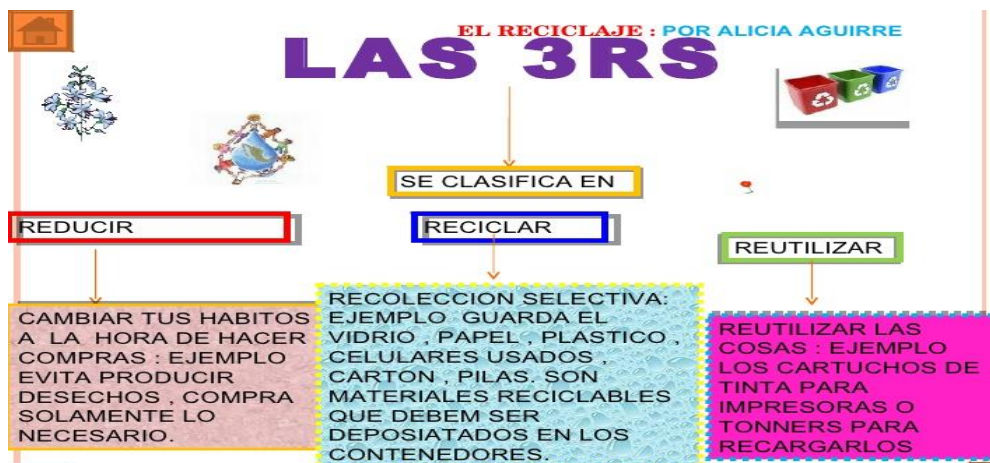 EL RECICLAJE : POR ALICIA AGUIRRE
LAS 3RS
SE CLASIFICA EN
REDUCIR
RECICLAR
REUTILIZAR
CAMBIAR TUS HABITOS
A LA HORA DE HACER
COMPRAS : EJEMPLO
EVITA PRODUCIR
DESECHOS , COMPRA
SOLAMENTE LO
NECESARIO.
RECOLECCION SELECTIVA:
EJEMPLO GUARDA EL
VIDRIO , PAPEL , PLASTICO ,
CELULARES USADOS ,
CARTON , PILAS. SON
MATERIALES RECICLABLES
QUE DEBEM SER
DEPOSIATADOS EN LOS
CONTENEDORES.
REUTILIZAR LAS
COSAS : EJEMPLO
LOS CARTUCHOS DE
TINTA PARA
IMPRESORAS O
TONNERS PARA
RECARGARLOS